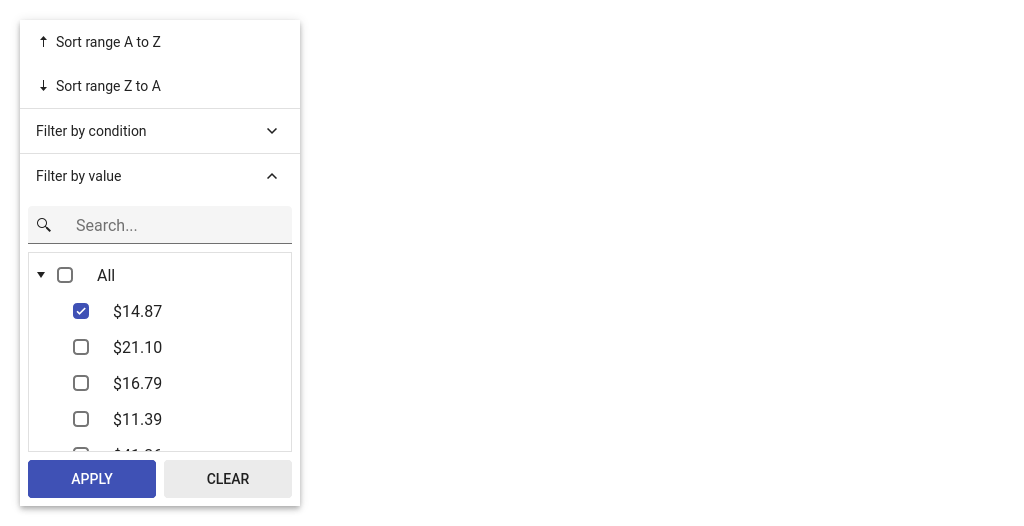 Sort range A to Z
Sort range Z to A
Filter by condition
Filter by value
Search...
All
$14.87
$21.10
$16.79
$11.39
APPLY
CLEAR